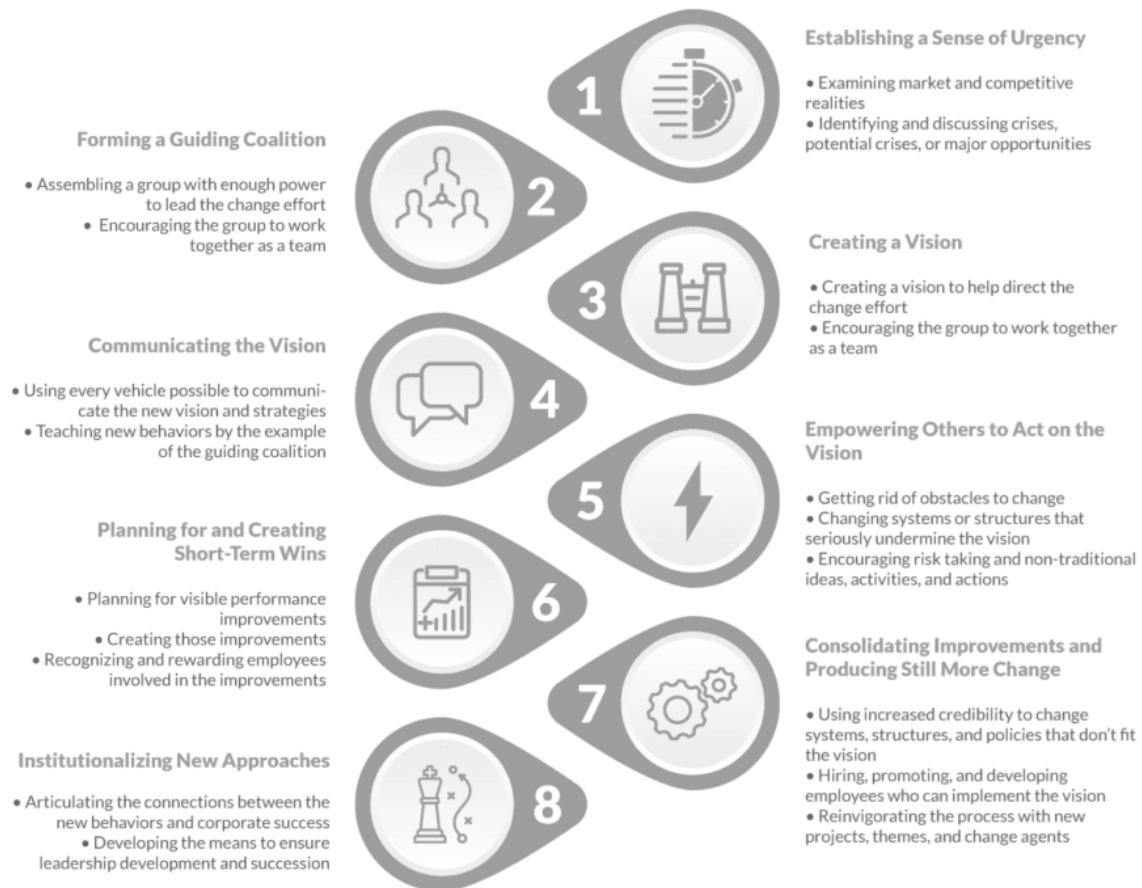 1
Establishing a Sense of Urgency
• Examining market and competitive
realities
• Identifying and discussing crises,
potential crises, or major opportunities
2
Forming a Guiding Coalition
• Assembling a group with enough power
to lead the change effort
• Encouraging the group to work
together as a team
3
Creating a Vision
• Creating a vision to help direct the
change effort
• Encouraging the group to work together
as a team
4
Communicating the Vision
• Using every vehicle possible to communi-
cate the new vision and strategies
• Teaching new behaviors by the example
of the guiding coalition
5
Empowering Others to Act on the
Vision
• Getting rid of obstacles to change
• Changing systems or structures that
seriously undermine the vision
• Encouraging risk taking and non-traditional
ideas, activities, and actions
6
Planning for and Creating
Short-Term Wins
• Planning for visible performance
improvements
• Creating those improvements
• Recognizing and rewarding employees
involved in the improvements
7
Consolidating Improvements and
Producing Still More Change
• Using increased credibility to change
systems, structures, and policies that don't fit
the vision
• Hiring, promoting, and developing
employees who can implement the vision
• Reinvigorating the process with new
projects, themes, and change agents
8
Institutionalizing New Approaches
• Articulating the connections between the
new behaviors and corporate success
• Developing the means to ensure
leadership development and succession